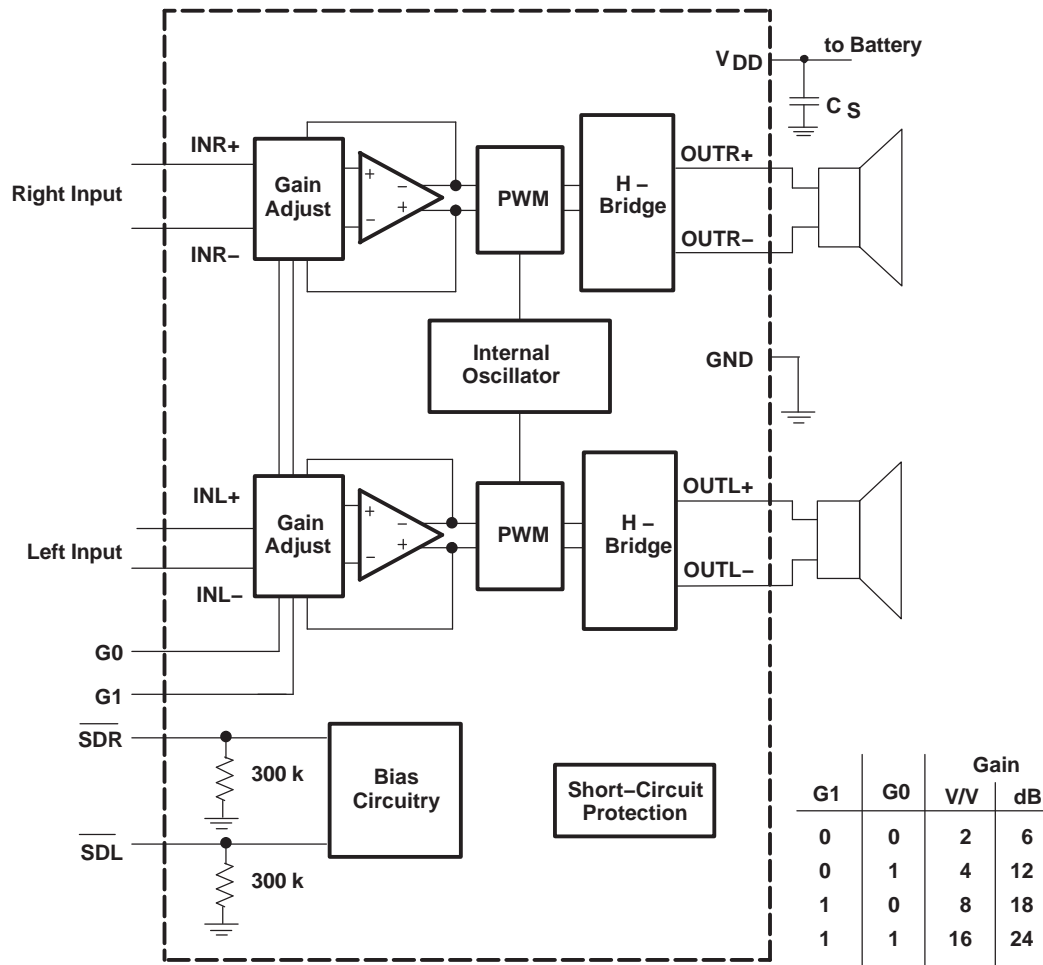 to Battery
VDD
CS
INR+
Right Input
INR−
Gain
Adjust
+
−
−
+
PWM
H −
Bridge
OUTR+
OUTR−
Internal
Oscillator
GND
INL+
Left Input
INL−
Gain
Adjust
+
−
−
+
PWM
H −
Bridge
OUTL+
OUTL−
G0
G1
SDR
300 k
SDL
300 k
Bias
Circuitry
Short−Circuit
Protection
Gain
G1 G0 V/V dB
0 0 2 6
0 1 4 12
1 0 8 18
1 1 16 24